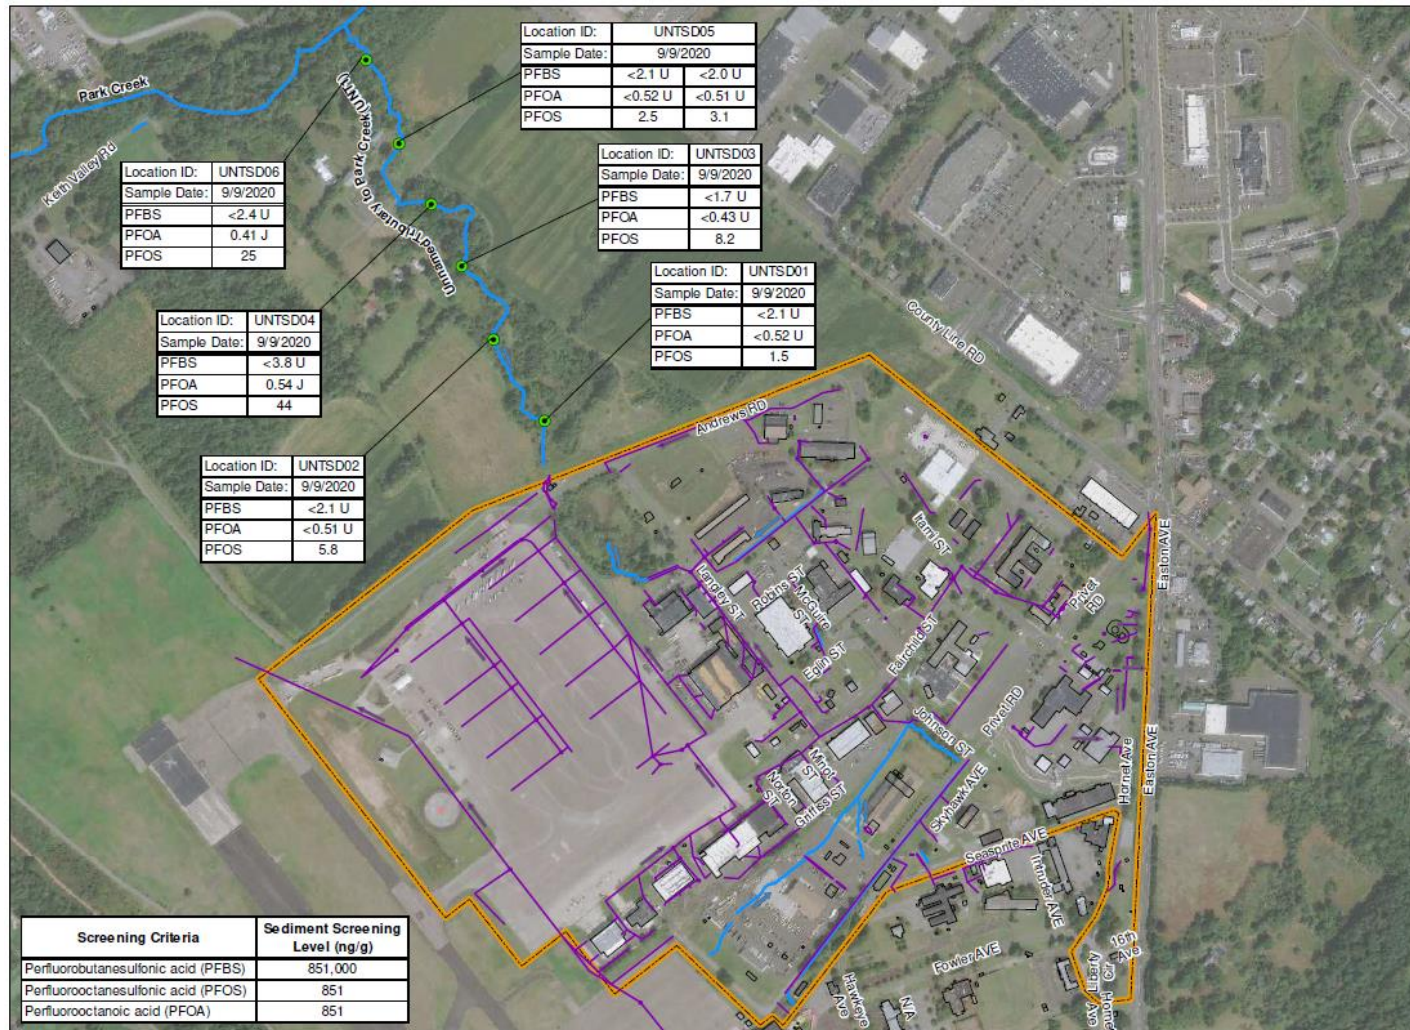 Location ID: UNTSD05
Sample Date: 9/9/2020
PFBS <2.1 U <2.0 U
PFOA <0.52 U <0.51 U
PFOS 2.5 3.1
Park Creek
Unnamed Tributary to Park Creek (UNT1)
Keith Valley Rd
Location ID: UNTSD03
Sample Date: 9/9/2020
PFBS <1.7 U
PFOA <0.43 U
PFOS 8.2
Location ID: UNTSD06
Sample Date: 9/9/2020
PFBS <2.4 U
PFOA 0.41 J
PFOS 25
Location ID: UNTSD01
Sample Date: 9/9/2020
PFBS <2.1 U
PFOA <0.52 U
PFOS 1.5
Location ID: UNTSD04
Sample Date: 9/9/2020
PFBS <3.8 U
PFOA 0.54 J
PFOS 44
County Line RD
Andrews RD
Location ID: UNTSD02
Sample Date: 9/9/2020
PFBS <2.1 U
PFOA <0.51 U
PFOS 5.8
Itami ST
Easton AVE
Langley ST
Robins ST
McGuire ST
Privet RD
Eglin ST
Fairchild ST
Johnson ST
Privet RD
Hornet Ave
Easton AVE
Minot ST
Norton ST
Griffiss ST
Skyhawk AVE
Seasprite AVE
Intruder AVE
16th Ave
Liberty Cir
Fowler AVE
Hawkeye Ave
N/A
Hornet Ave
Screening Criteria Sediment Screening
Level (ng/g)
Perfluorobutanesulfonic acid (PFBS) 851,000
Perfluorooctanesulfonic acid (PFOS) 851
Perfluorooctanoic acid (PFOA) 851